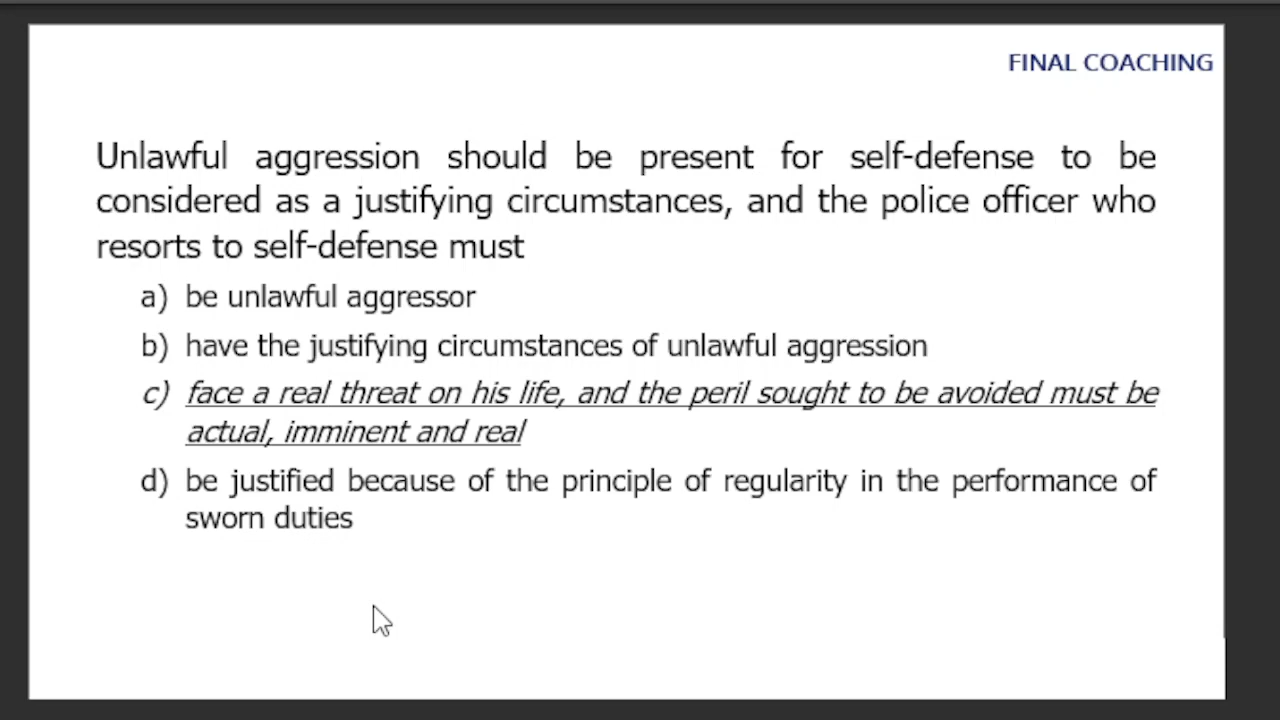 FINAL COACHING
Unlawful aggression should be present for self-defense to be
considered as a justifying circumstances, and the police officer who
resorts to self-defense must
a) be unlawful aggressor
b) have the justifying circumstances of unlawful aggression
c) face a real threat on his life, and the peril sought to be avoided must be
actual, imminent and real
d) be justified because of the principle of regularity in the performance of
sworn duties